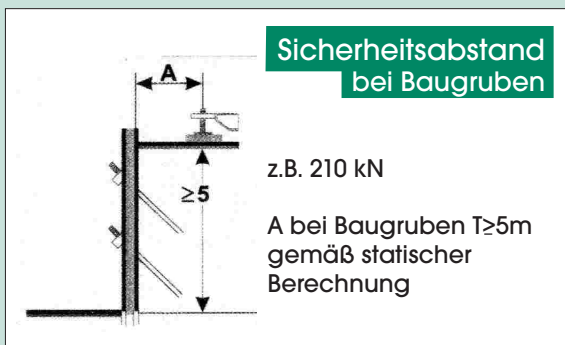 Sicherheitsabstand
bei Baugruben
A
≥5
z.B. 210 kN
A bei Baugruben T≥5m
gemäß statischer
Berechnung